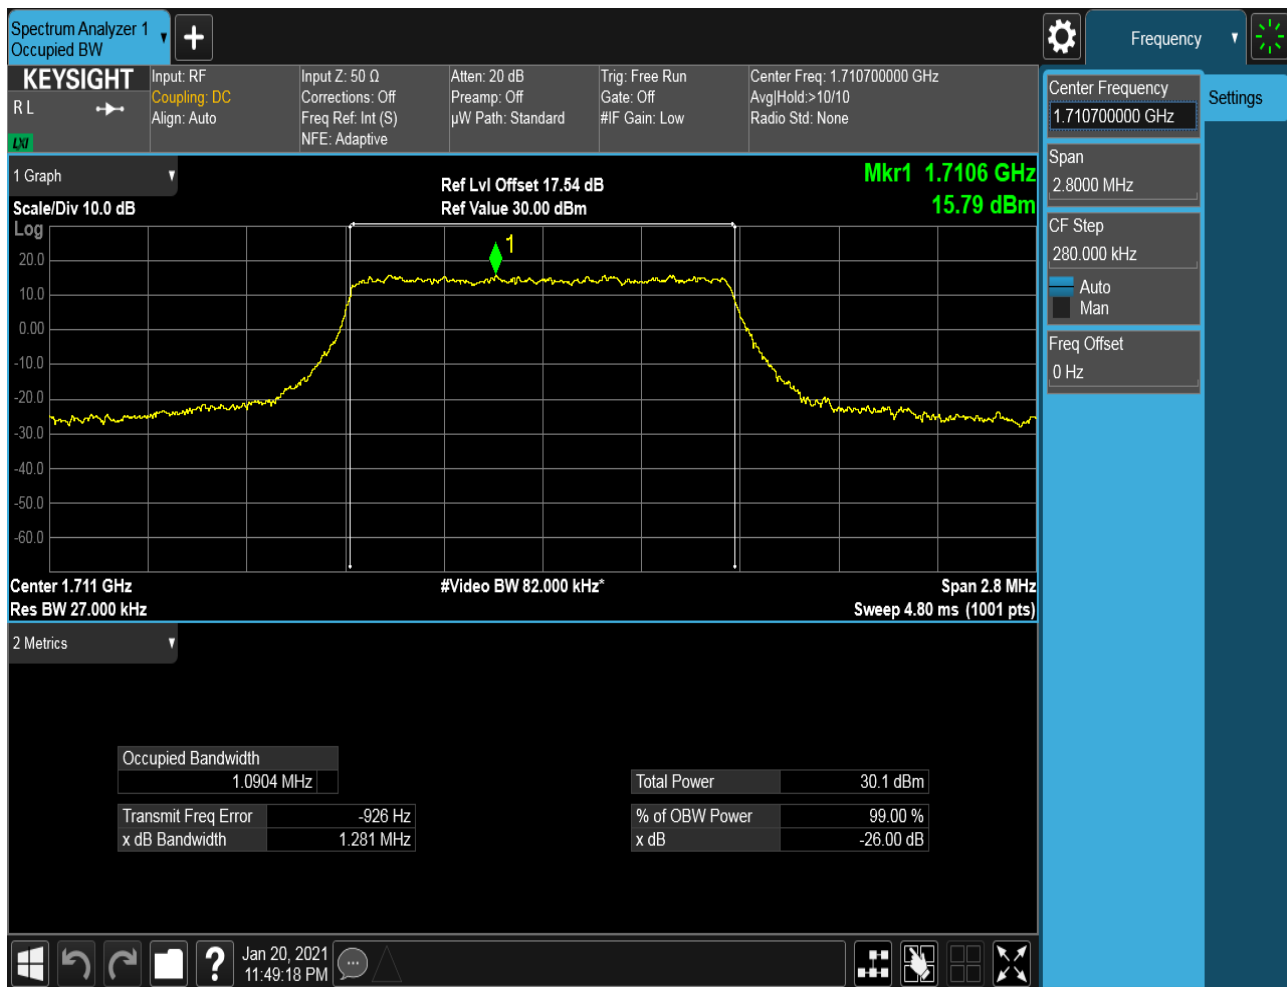 Spectrum Analyzer 1
Occupied BW
Frequency
KEYSIGHT
R L
LXI
Input: RF
Coupling: DC
Align: Auto
Input Z: 50 Ω
Corrections: Off
Freq Ref: Int (S)
NFE: Adaptive
Atten: 20 dB
Preamp: Off
µW Path: Standard
Trig: Free Run
Gate: Off
#IF Gain: Low
Center Freq: 1.710700000 GHz
Avg|Hold:>10/10
Radio Std: None
Center Frequency
1.710700000 GHz
Settings
Span
2.8000 MHz
CF Step
280.000 kHz
Auto
Man
Freq Offset
0 Hz
1 Graph
Scale/Div 10.0 dB
Ref Lvl Offset 17.54 dB
Ref Value 30.00 dBm
Mkr1 1.7106 GHz
15.79 dBm
Log
1
20.0
10.0
0.00
-10.0
-20.0
-30.0
-40.0
-50.0
-60.0
Center 1.711 GHz
#Video BW 82.000 kHz*
Span 2.8 MHz
Res BW 27.000 kHz
Sweep 4.80 ms (1001 pts)
2 Metrics
Occupied Bandwidth
1.0904 MHz
Total Power 30.1 dBm
Transmit Freq Error -926 Hz
% of OBW Power 99.00 %
x dB Bandwidth 1.281 MHz
x dB -26.00 dB
?
Jan 20, 2021
11:49:18 PM